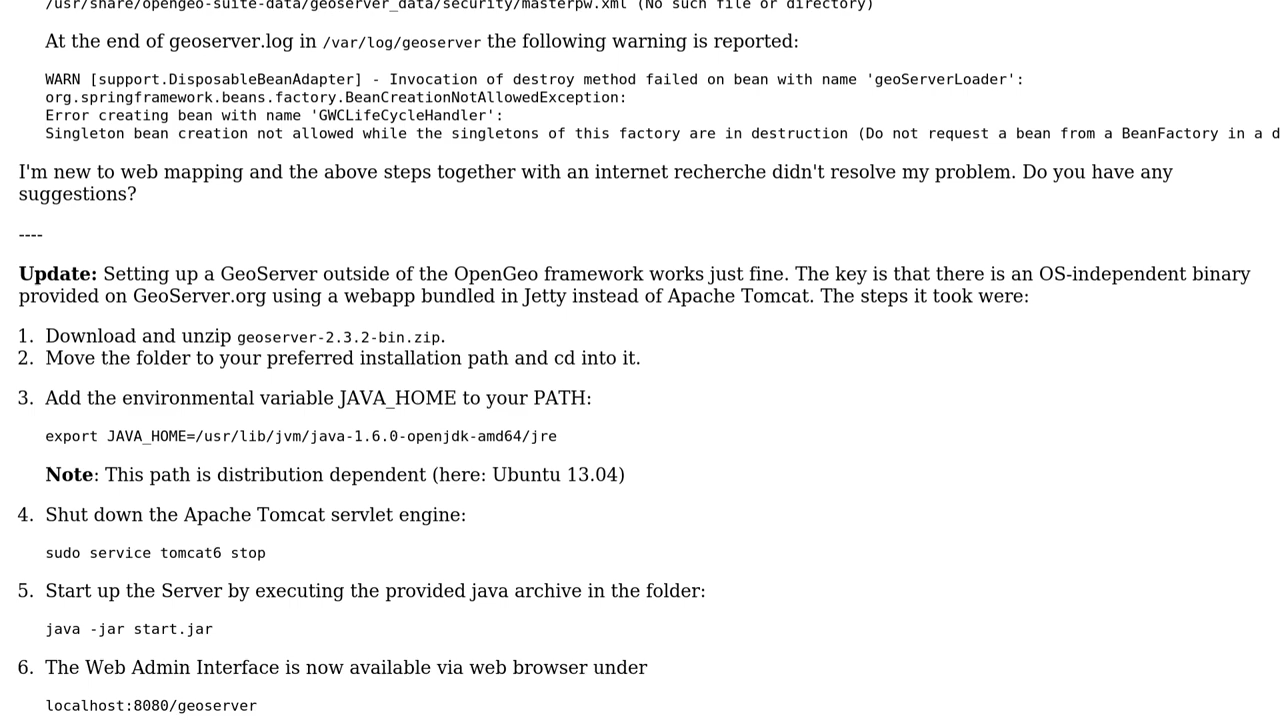 /usr/share/opengeo-suite-data/geoserver_data/security/masterpw.xml (No such file or directory)
At the end of geoserver.log in /var/log/geoserver the following warning is reported:
WARN [support.DisposableBeanAdapter] - Invocation of destroy method failed on bean with name 'geoServerLoader':
org.springframework.beans.factory.BeanCreationNotAllowedException:
Error creating bean with name 'GWCLifeCycleHandler':
Singleton bean creation not allowed while the singletons of this factory are in destruction (Do not request a bean from a BeanFactory in a d
I'm new to web mapping and the above steps together with an internet recherche didn't resolve my problem. Do you have any
suggestions?
----
Update: Setting up a GeoServer outside of the OpenGeo framework works just fine. The key is that there is an OS-independent binary
provided on GeoServer.org using a webapp bundled in Jetty instead of Apache Tomcat. The steps it took were:
1. Download and unzip geoserver-2.3.2-bin.zip.
2. Move the folder to your preferred installation path and cd into it.
3. Add the environmental variable JAVA_HOME to your PATH:
export JAVA_HOME=/usr/lib/jvm/java-1.6.0-openjdk-amd64/jre
Note: This path is distribution dependent (here: Ubuntu 13.04)
4. Shut down the Apache Tomcat servlet engine:
sudo service tomcat6 stop
5. Start up the Server by executing the provided java archive in the folder:
java -jar start.jar
6. The Web Admin Interface is now available via web browser under
localhost:8080/geoserver